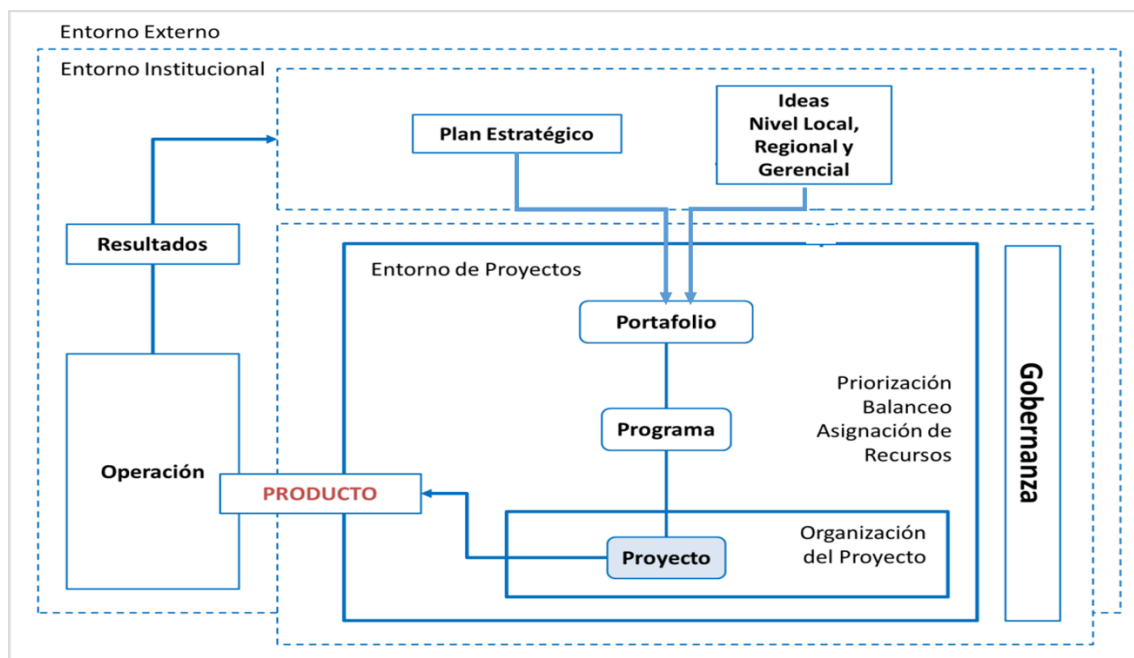 Entorno Externo
Entorno Institucional
Plan Estratégico
Ideas
Nivel Local,
Regional y
Gerencial
Resultados
Entorno de Proyectos
Portafolio
Priorización
Balanceo
Asignación de
Recursos
Programa
Gobernanza
Operación
PRODUCTO
Organización
del Proyecto
Proyecto